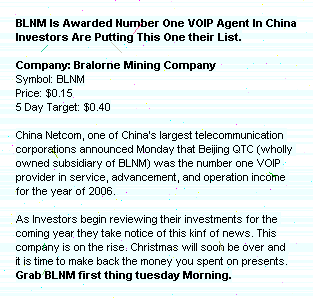 BLNM Is Awarded Number One VOIP Agent In China
Investors Are Putting This One their List.
Company: Bralorne Mining Company
Symbol: BLNM
Price: $0.15
5 Day Target: $0.40
China Netcom, one of China's largest telecommunication
corporations announced Monday that Beijing QTC (wholly
owned subsidiary of BLNM) was the number one VOIP
provider in service, advancement, and operation income
for the year of 2006.
As Investors begin reviewing their investments for the
coming year they take notice of this kinf of news. This
company is on the rise. Christmas will soon be over and
it is time to make back the money you spent on presents.
Grab BLNM first thing tuesday Morning.